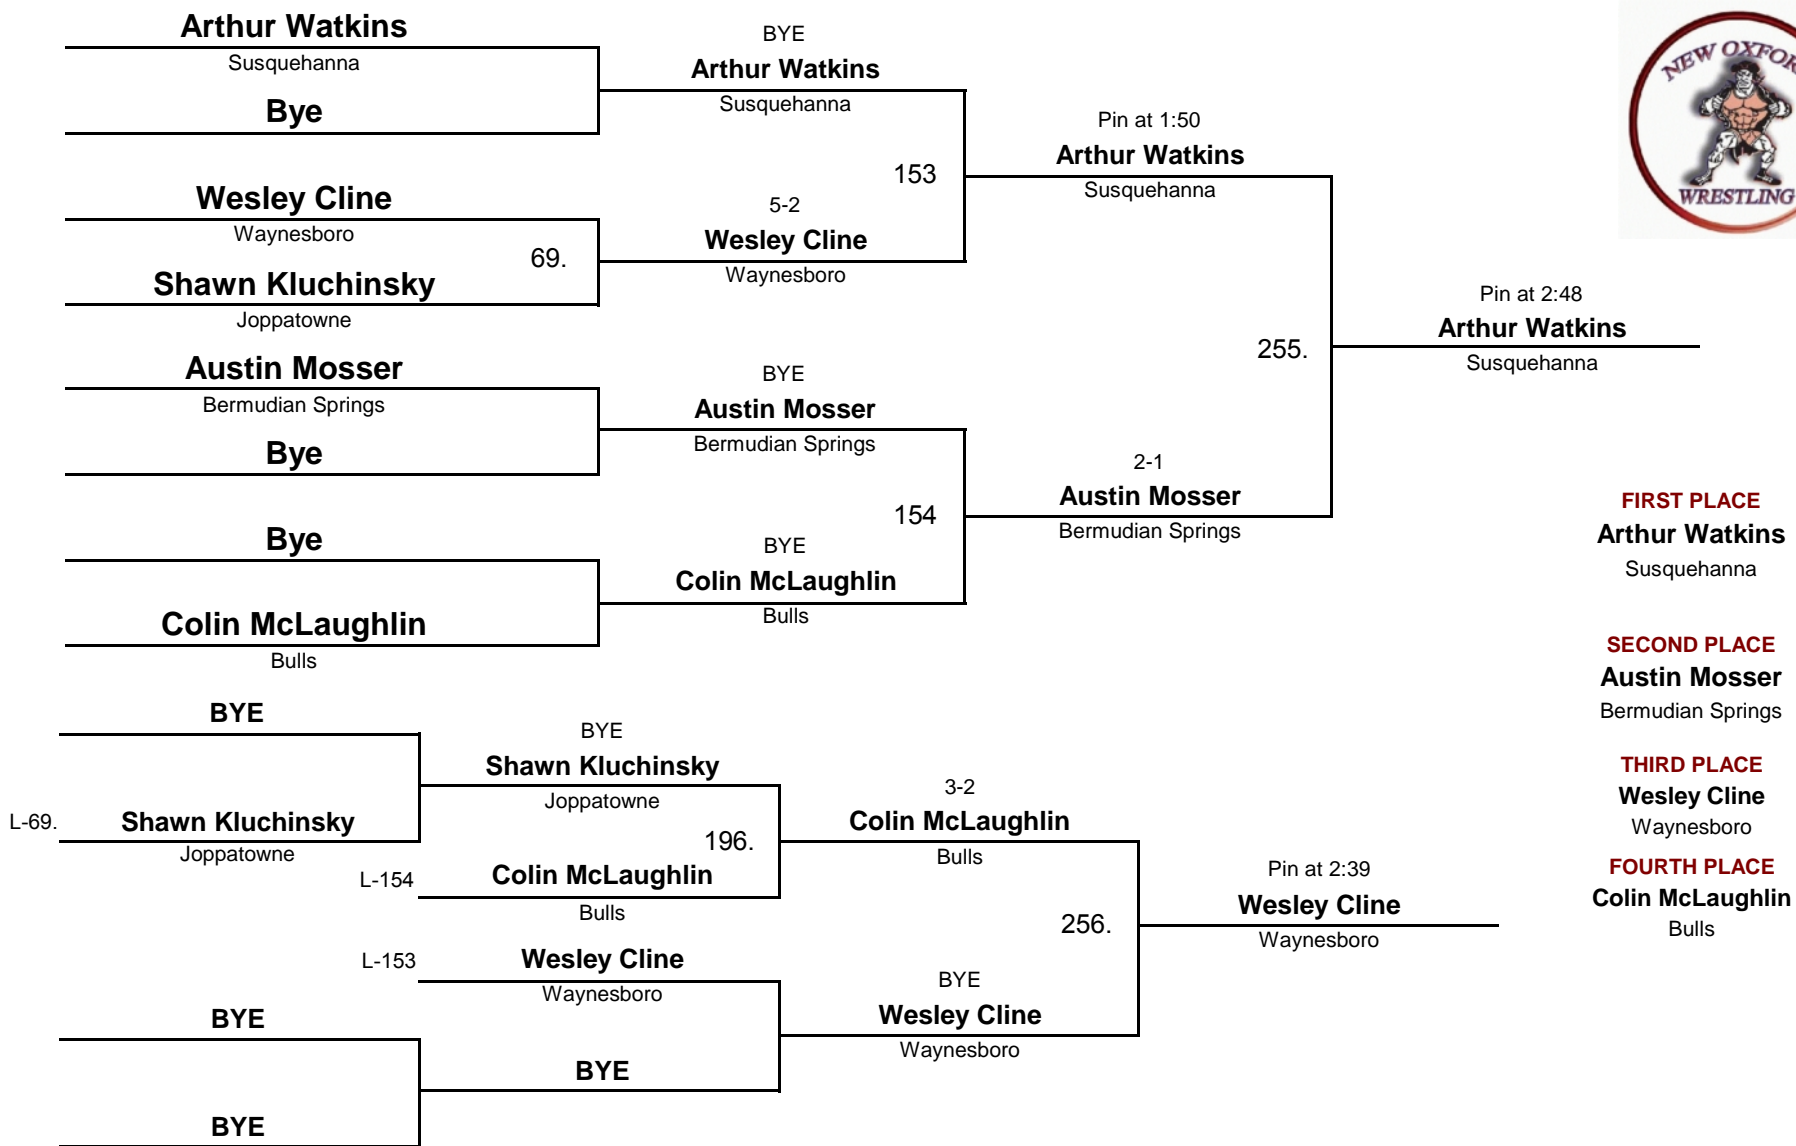 Arthur Watkins
Susquehanna
Bye
Wesley Cline
Waynesboro
69.
Shawn Kluchinsky
Joppatowne
Austin Mosser
Bermudian Springs
Bye
Bye
Colin McLaughlin
Bulls
BYE
Arthur Watkins
Susquehanna
153
5-2
Wesley Cline
Waynesboro
BYE
Austin Mosser
Bermudian Springs
154
BYE
Colin McLaughlin
Bulls
Pin at 1:50
Arthur Watkins
Susquehanna
255.
2-1
Austin Mosser
Bermudian Springs
Pin at 2:48
Arthur Watkins
Susquehanna
NEW OXFOR
WRESTLING
FIRST PLACE
Arthur Watkins
Susquehanna
SECOND PLACE
Austin Mosser
Bermudian Springs
THIRD PLACE
Wesley Cline
Waynesboro
FOURTH PLACE
Colin McLaughlin
Bulls
BYE
L-69.
Shawn Kluchinsky
Joppatowne
BYE
BYE
BYE
Shawn Kluchinsky
Joppatowne
196.
L-154
Colin McLaughlin
Bulls
L-153
Wesley Cline
Waynesboro
BYE
3-2
Colin McLaughlin
Bulls
256.
BYE
Wesley Cline
Waynesboro
Pin at 2:39
Wesley Cline
Waynesboro